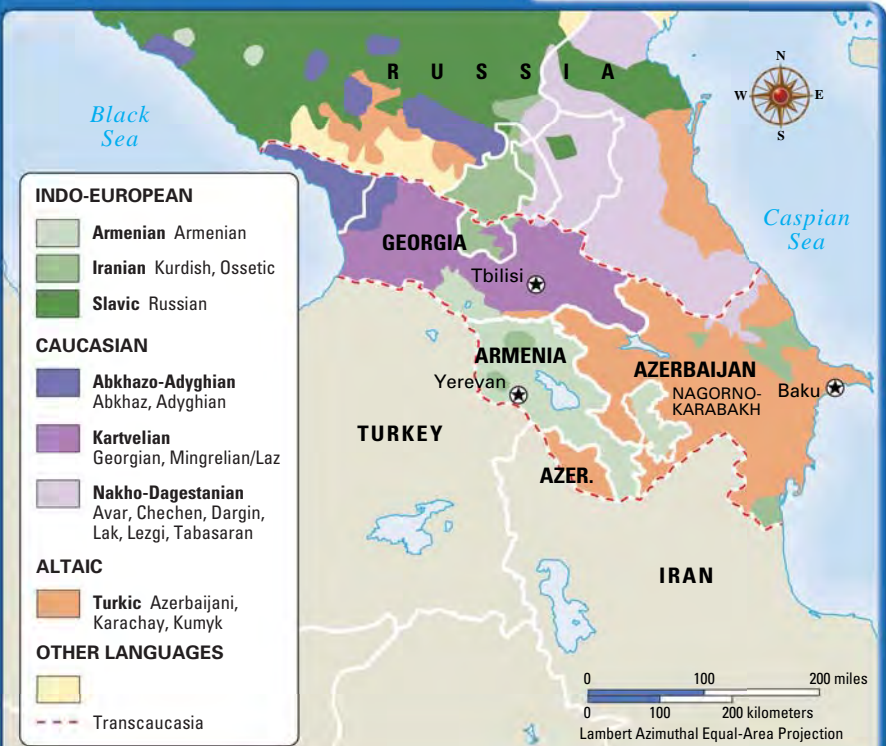 RUSSIA
N
W
E
S
Black
Sea
Caspian
Sea
GEORGIA
Tbilisi
ARMENIA
Yerevan
AZERBAIJAN
NAGORNO-
KARABAKH
Baku
TURKEY
AZER.
IRAN
INDO-EUROPEAN
Armenian Armenian
Iranian Kurdish, Ossetic
Slavic Russian
CAUCASIAN
Abkhazo-Adyghian
Abkhaz, Adyghian
Kartvelian
Georgian, Mingrelian/Laz
Nakho-Dagestanian
Avar, Chechen, Dargin,
Lak, Lezgi, Tabasaran
ALTAIC
Turkic Azerbaijani,
Karachay, Kumyk
OTHER LANGUAGES
Transcaucasia
0 100 200 miles
0 100 200 kilometers
Lambert Azimuthal Equal-Area Projection